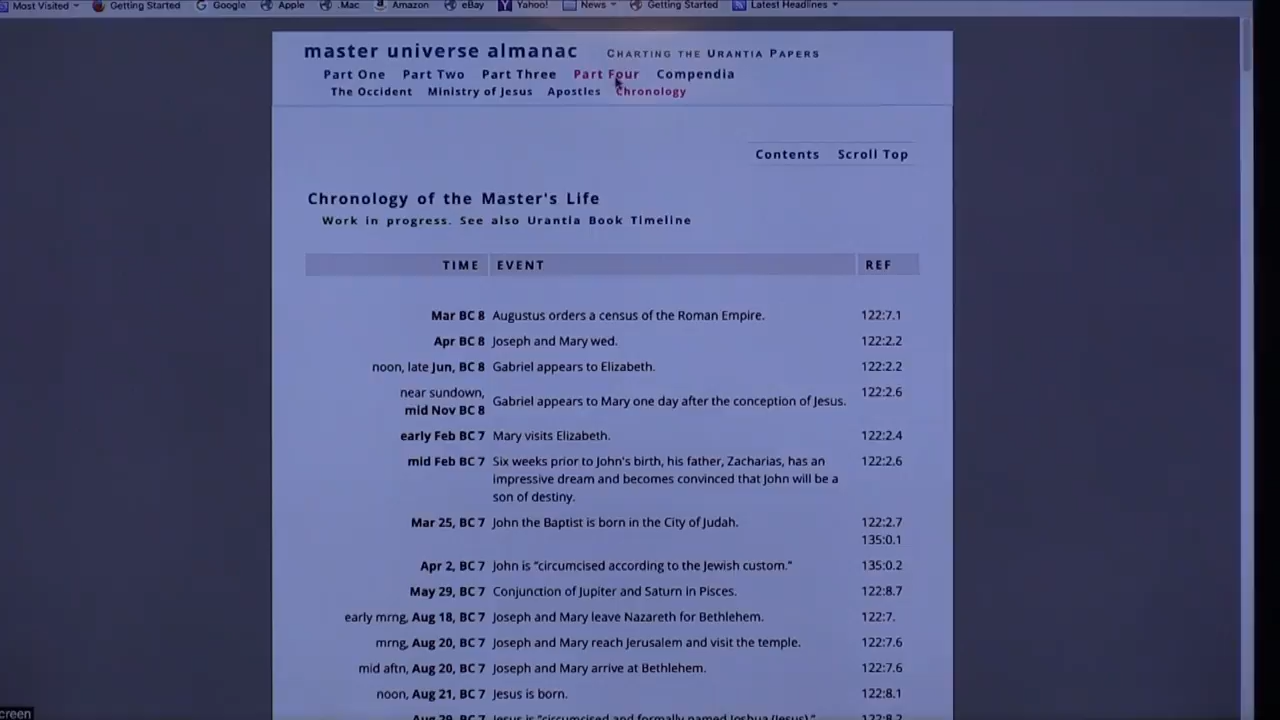 Most Visited Getting Started Google Apple .Mac Amazon eBay Yahoo! News Getting Started Latest Headlines
master universe almanac CHARTING THE URANTIA PAPERS
Part One Part Two Part Three Part Four Compendia
The Occident Ministry of Jesus Apostles Chronology
Contents Scroll Top
Chronology of the Master's Life
Work in progress. See also Urantia Book Timeline
TIME EVENT REF
Mar BC 8 Augustus orders a census of the Roman Empire. 122:7.1
Apr BC 8 Joseph and Mary wed. 122:2.2
noon, late Jun, BC 8 Gabriel appears to Elizabeth. 122:2.2
near sundown,
mid Nov BC 8 Gabriel appears to Mary one day after the conception of Jesus. 122:2.6
early Feb BC 7 Mary visits Elizabeth. 122:2.4
mid Feb BC 7 Six weeks prior to John's birth, his father, Zacharias, has an 122:2.6
impressive dream and becomes convinced that John will be a
son of destiny.
Mar 25, BC 7 John the Baptist is born in the City of Judah. 122:2.7
135:0.1
Apr 2, BC 7 John is "circumcised according to the Jewish custom." 135:0.2
May 29, BC 7 Conjunction of Jupiter and Saturn in Pisces. 122:8.7
early mrng, Aug 18, BC 7 Joseph and Mary leave Nazareth for Bethlehem. 122:7.
mrng, Aug 20, BC 7 Joseph and Mary reach Jerusalem and visit the temple. 122:7.6
mid aftn, Aug 20, BC 7 Joseph and Mary arrive at Bethlehem. 122:7.6
noon, Aug 21, BC 7 Jesus is born. 122:8.1
Jesus is "circumcised and formally named Joshua (Jesus)." 122:8.2
creen